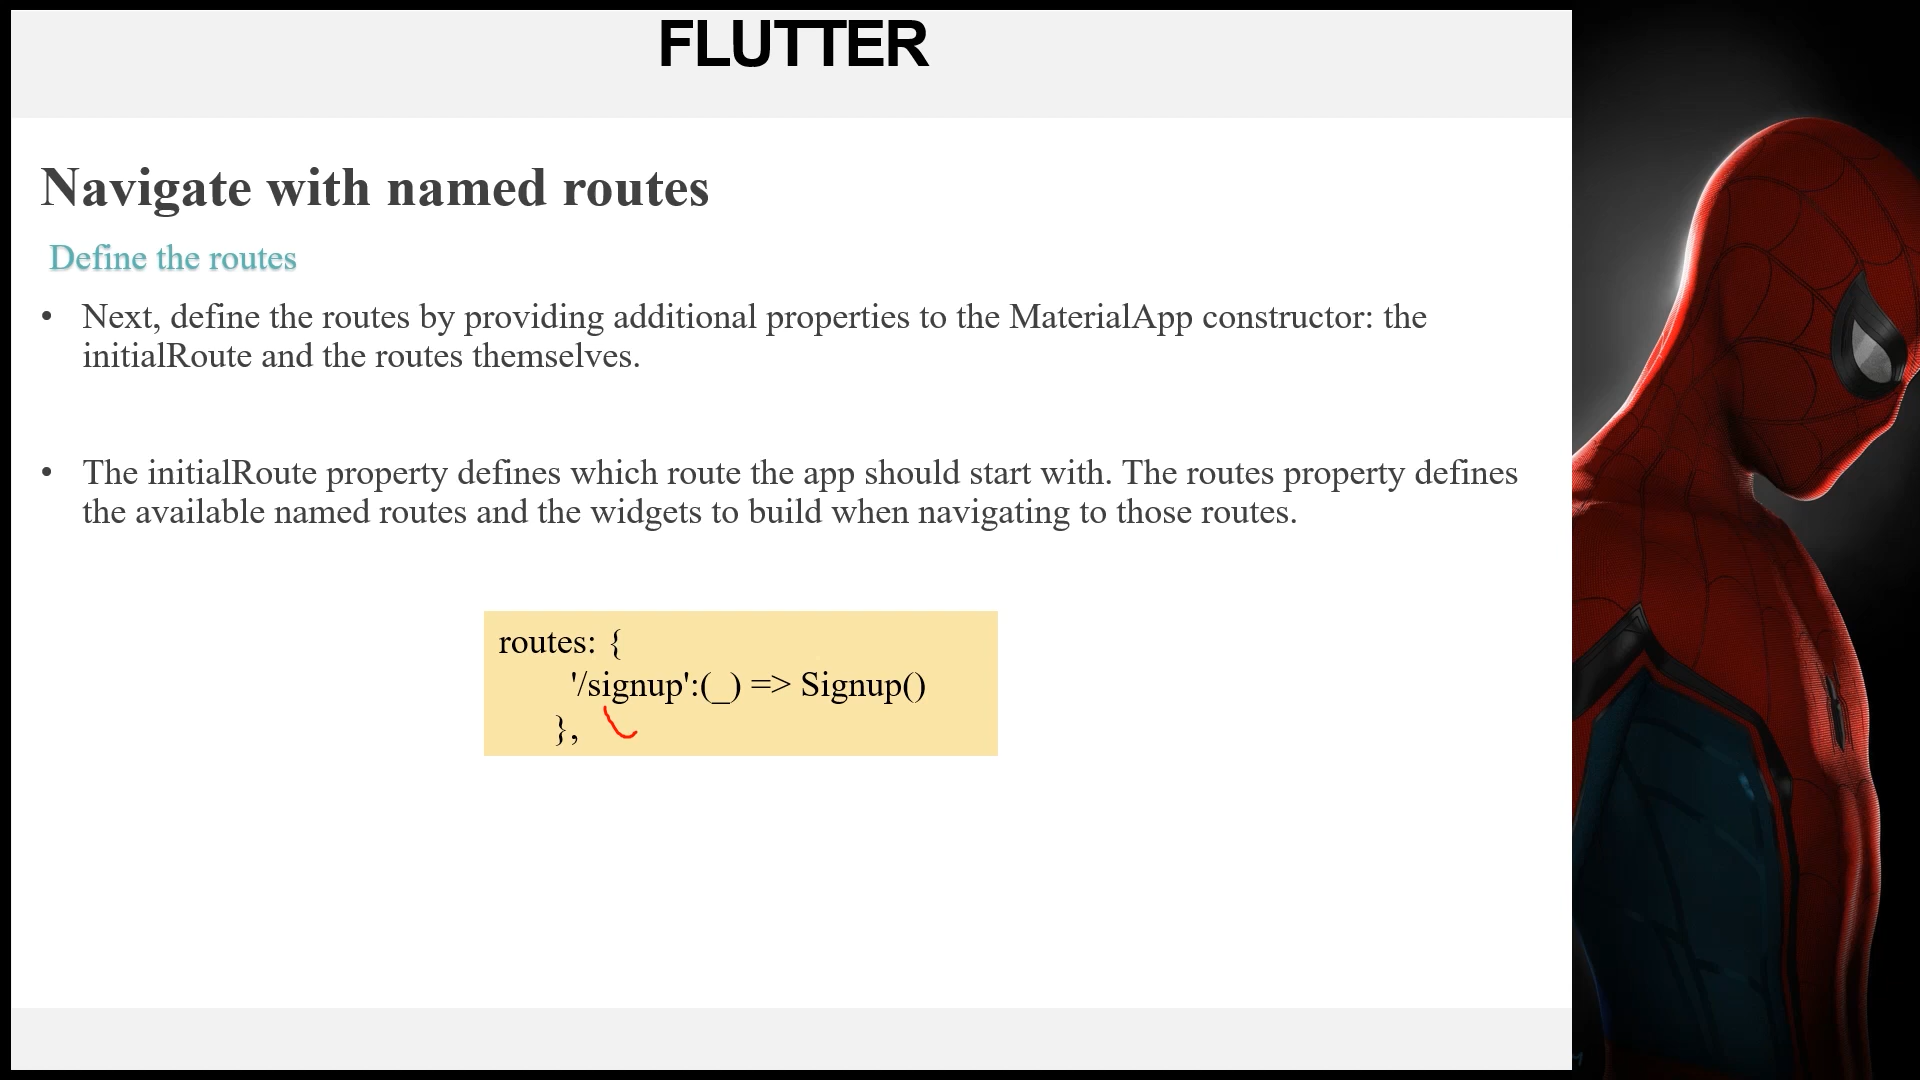 FLUTTER
Navigate with named routes
Define the routes
• Next, define the routes by providing additional properties to the MaterialApp constructor: the
initialRoute and the routes themselves.
• The initialRoute property defines which route the app should start with. The routes property defines
the available named routes and the widgets to build when navigating to those routes.
routes: {
'/signup':(_) => Signup()
},